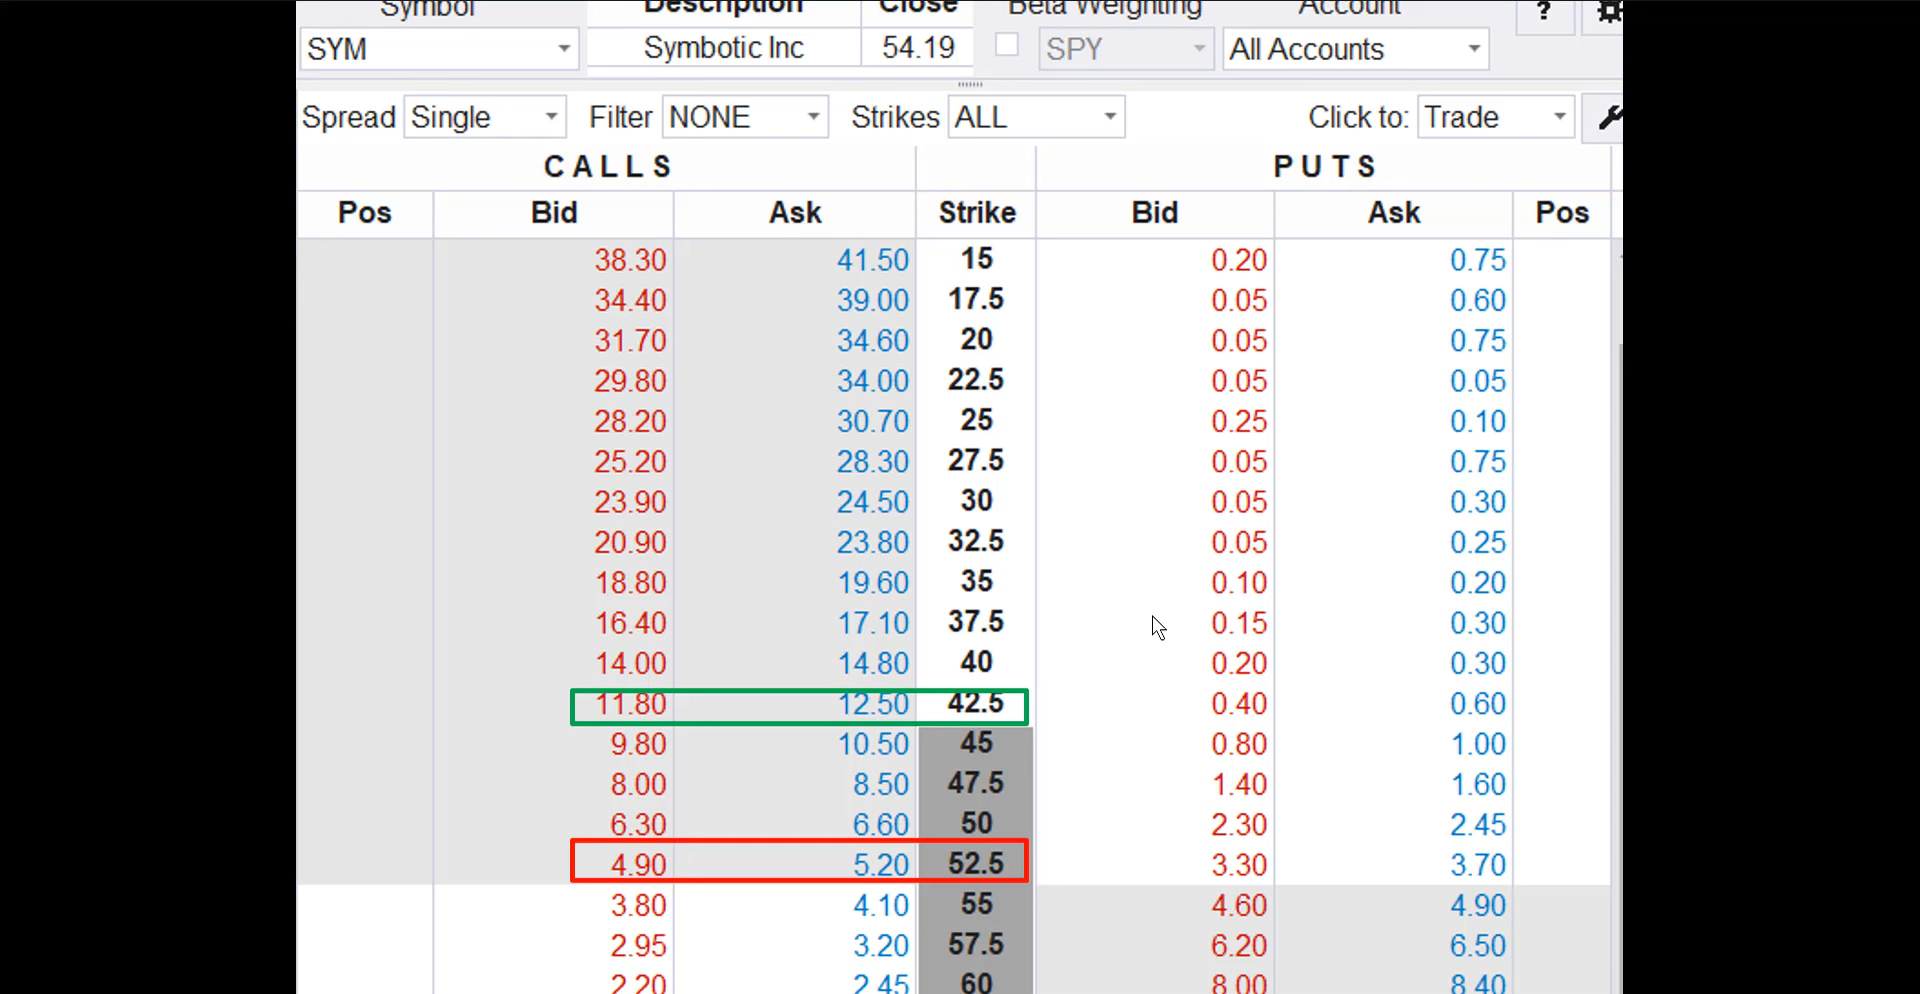 Symbol Description Close Beta Weighting Account
SYM Symbotic Inc 54.19 SPY All Accounts ?
Spread Single Filter NONE Strikes ALL Click to: Trade
CALLS PUTS
Pos Bid Ask Strike Bid Ask Pos
38.30 41.50 15 0.20 0.75
34.40 39.00 17.5 0.05 0.60
31.70 34.60 20 0.05 0.75
29.80 34.00 22.5 0.05 0.05
28.20 30.70 25 0.25 0.10
25.20 28.30 27.5 0.05 0.75
23.90 24.50 30 0.05 0.30
20.90 23.80 32.5 0.05 0.25
18.80 19.60 35 0.10 0.20
16.40 17.10 37.5 0.15 0.30
14.00 14.80 40 0.20 0.30
11.80 12.50 42.5 0.40 0.60
9.80 10.50 45 0.80 1.00
8.00 8.50 47.5 1.40 1.60
6.30 6.60 50 2.30 2.45
4.90 5.20 52.5 3.30 3.70
3.80 4.10 55 4.60 4.90
2.95 3.20 57.5 6.20 6.50
2.20 2.45 60 8.00 8.40